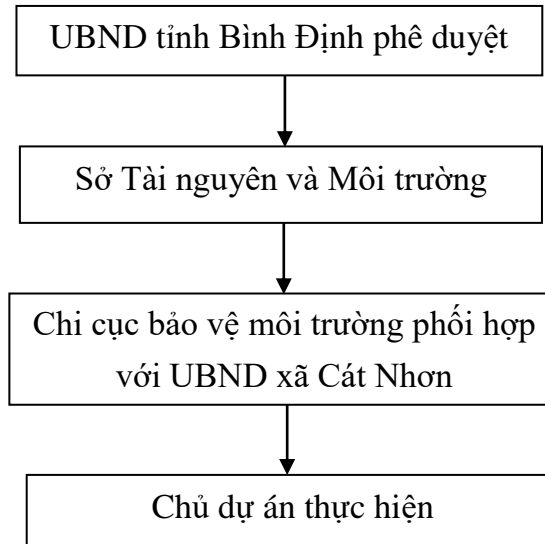 UBND tỉnh Bình Định phê duyệt
Sở Tài nguyên và Môi trường
Chi cục bảo vệ môi trường phối hợp
với UBND xã Cát Nhơn
Chủ dự án thực hiện